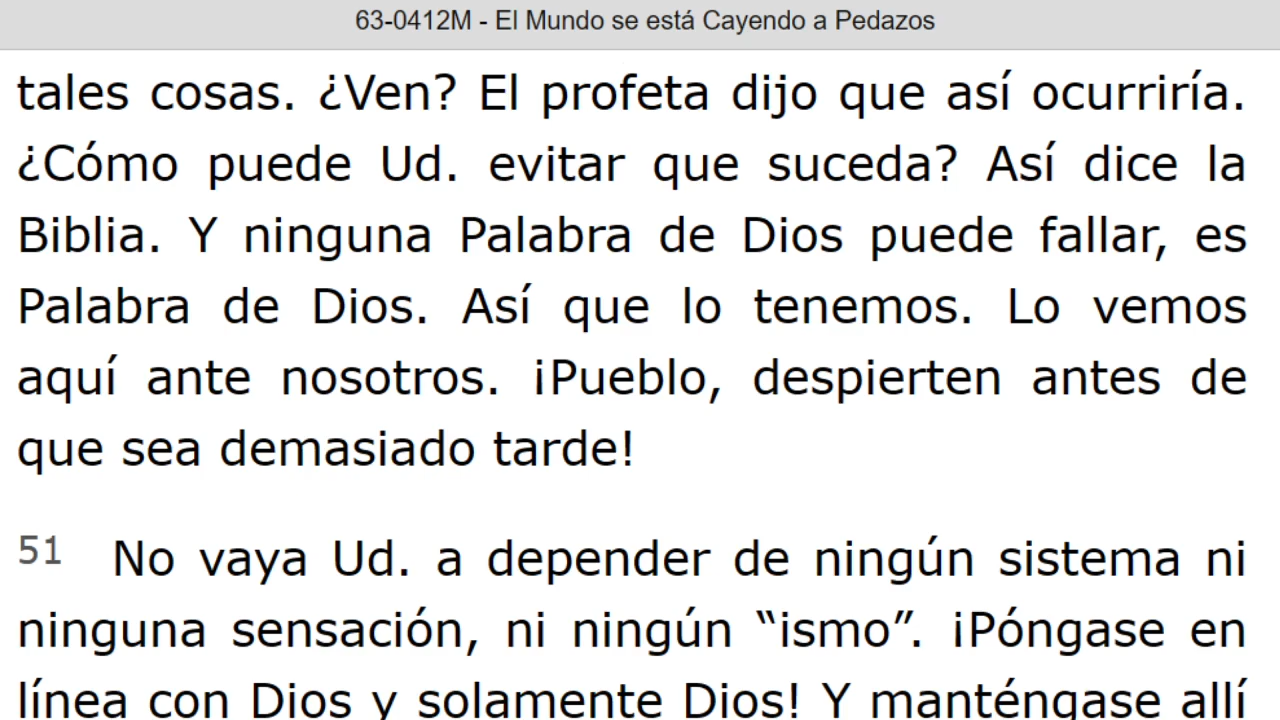 63-0412M - El Mundo se está Cayendo a Pedazos
tales cosas. ¿Ven? El profeta dijo que así ocurriría.
¿Cómo puede Ud. evitar que suceda? Así dice la
Biblia. Y ninguna Palabra de Dios puede fallar, es
Palabra de Dios. Así que lo tenemos. Lo vemos
aquí ante nosotros. ¡Pueblo, despierten antes de
que sea demasiado tarde!
51 No vaya Ud. a depender de ningún sistema ni
ninguna sensación, ni ningún “ismo”. ¡Póngase en
línea con Dios y solamente Dios! Y manténgase allí